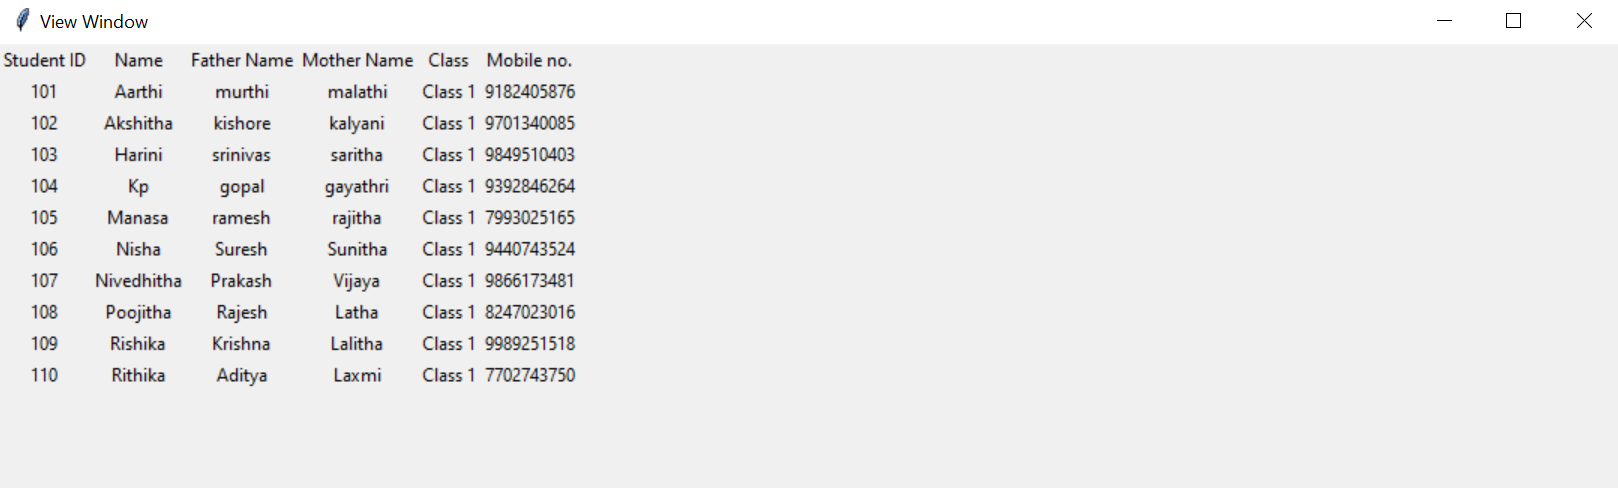 View Window
Student ID Name Father Name Mother Name Class Mobile no.
101 Aarthi murthi malathi Class 1 9182405876
102 Akshitha kishore kalyani Class 1 9701340085
103 Harini srinivas saritha Class 1 9849510403
104 Kp gopal gayathri Class 1 9392846264
105 Manasa ramesh rajitha Class 1 7993025165
106 Nisha Suresh Sunitha Class 1 9440743524
107 Nivedhitha Prakash Vijaya Class 1 9866173481
108 Poojitha Rajesh Latha Class 1 8247023016
109 Rishika Krishna Lalitha Class 1 9989251518
110 Rithika Aditya Laxmi Class 1 7702743750